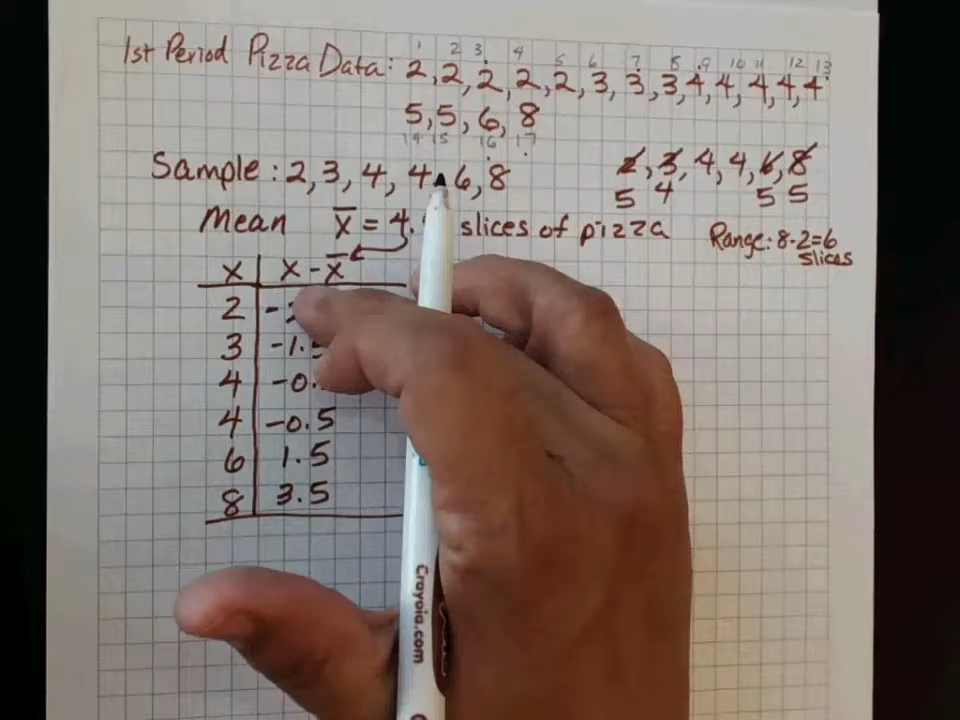 1st Period Pizza Data: 2, 2, 2, 2, 2, 3, 3, 3, 4, 4, 4, 4, 4
1 2 3 4 5 6 7 8 9 10 11 12 13
5, 5, 6, 8
14 15 16 17
Sample: 2, 3, 4, 4, 6, 8
2, 3, 4, 4, 6, 8
5 4 5 5
Mean x̄ = 4. slices of pizza
Range: 8-2=6
slices
x | x - x̄
2 | -
3 | -1.5
4 | -0.
4 | -0.5
6 | 1.5
8 | 3.5
Crayola.com